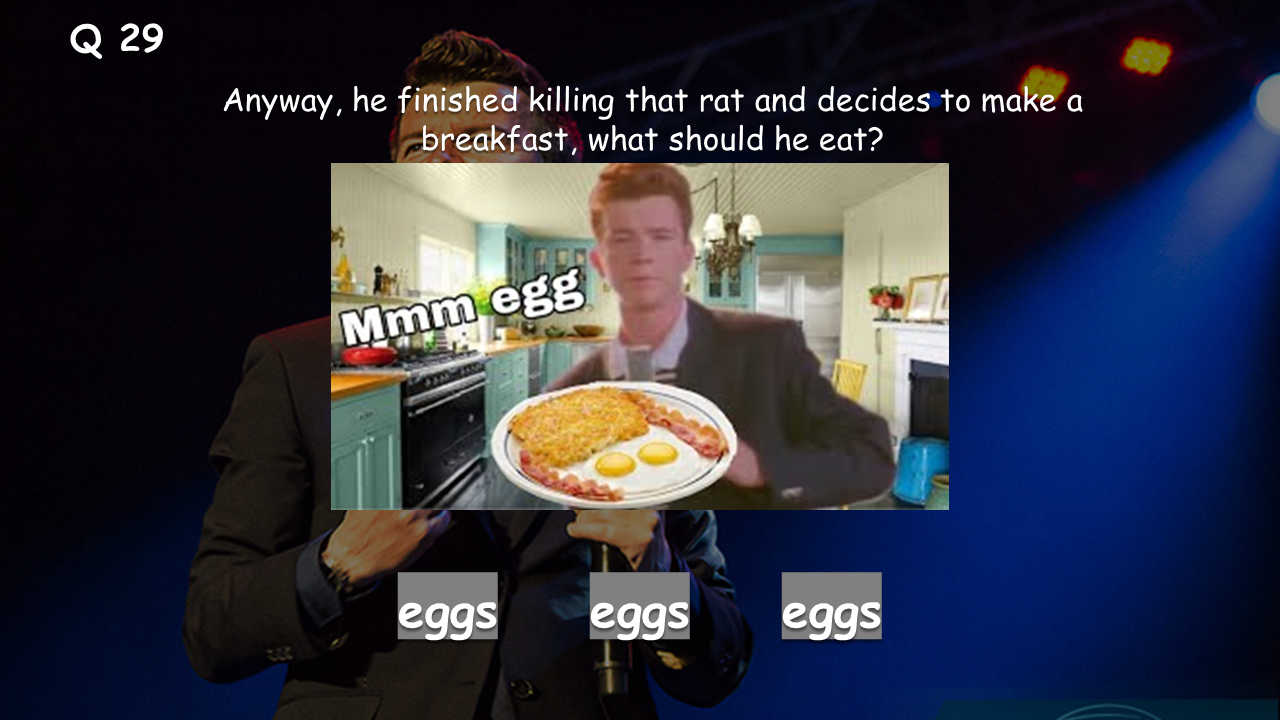 Q 29
Anyway, he finished killing that rat and decides to make a
breakfast, what should he eat?
Mmm egg
eggs eggs eggs